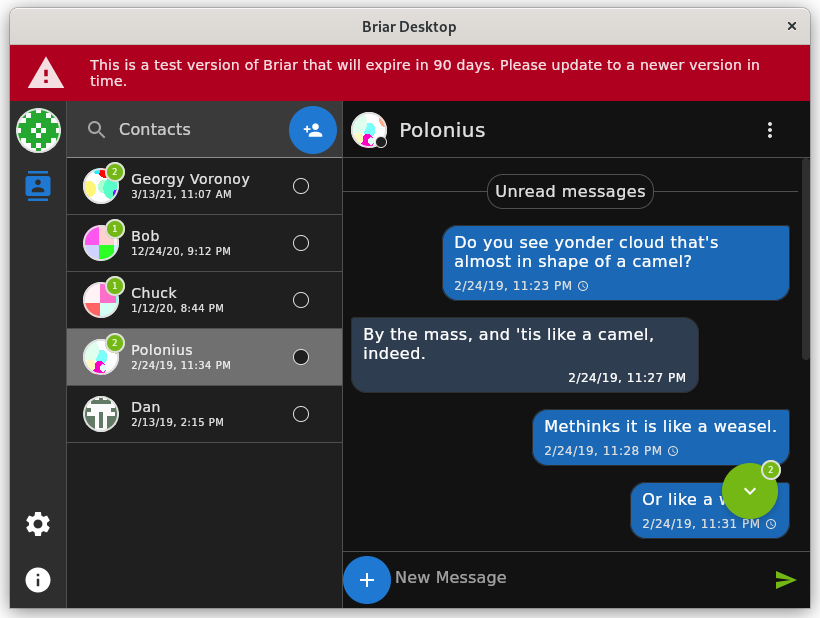 Briar Desktop
This is a test version of Briar that will expire in 90 days. Please update to a newer version in
time.
Contacts
2
Georgy Voronoy
3/13/21, 11:07 AM
1
Bob
12/24/20, 9:12 PM
1
Chuck
1/12/20, 8:44 PM
2
Polonius
2/24/19, 11:34 PM
Dan
2/13/19, 2:15 PM
Polonius
Unread messages
Do you see yonder cloud that's
almost in shape of a camel?
2/24/19, 11:23 PM
By the mass, and 'tis like a camel,
indeed.
2/24/19, 11:27 PM
Methinks it is like a weasel.
2/24/19, 11:28 PM
Or like a
2/24/19, 11:31 PM
2
New Message